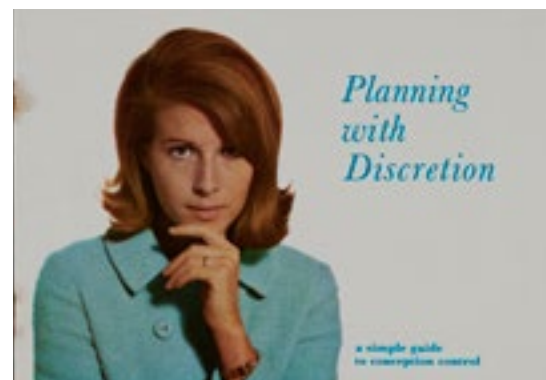 Planning
with
Discretion
a simple guide
to conception control